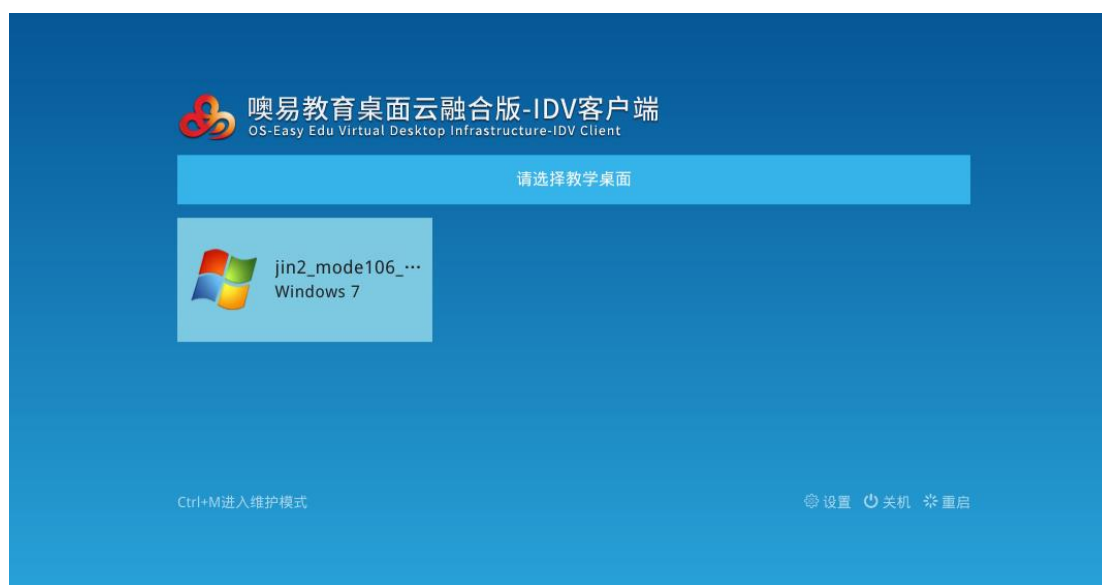 噢易教育桌面云融合版-IDV客户端
OS-Easy Edu Virtual Desktop Infrastructure-IDV Client
请选择教学桌面
jin2_mode106_···
Windows 7
Ctrl+M进入维护模式
设置 关机 重启